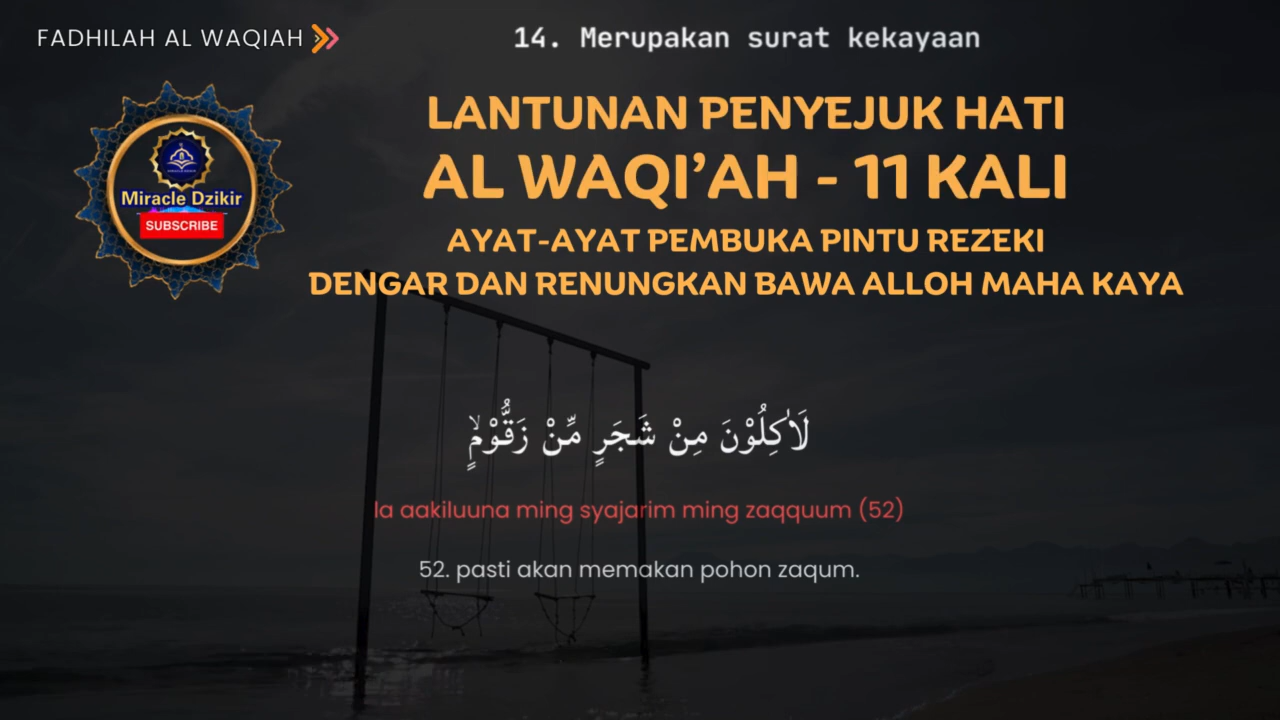 FADHILAH AL WAQIAH
14. Merupakan surat kekayaan
Miracle Dzikir
SUBSCRIBE
LANTUNAN PENYEJUK HATI
AL WAQI’AH - 11 KALI
AYAT-AYAT PEMBUKA PINTU REZEKI
DENGAR DAN RENUNGKAN BAWA ALLOH MAHA KAYA
لَاٰكِلُوْنَ مِنْ شَجَرٍ مِّنْ زَقُّوْمٍۙ
la aakiluuna ming syajarim ming zaqquum (52)
52. pasti akan memakan pohon zaqum.